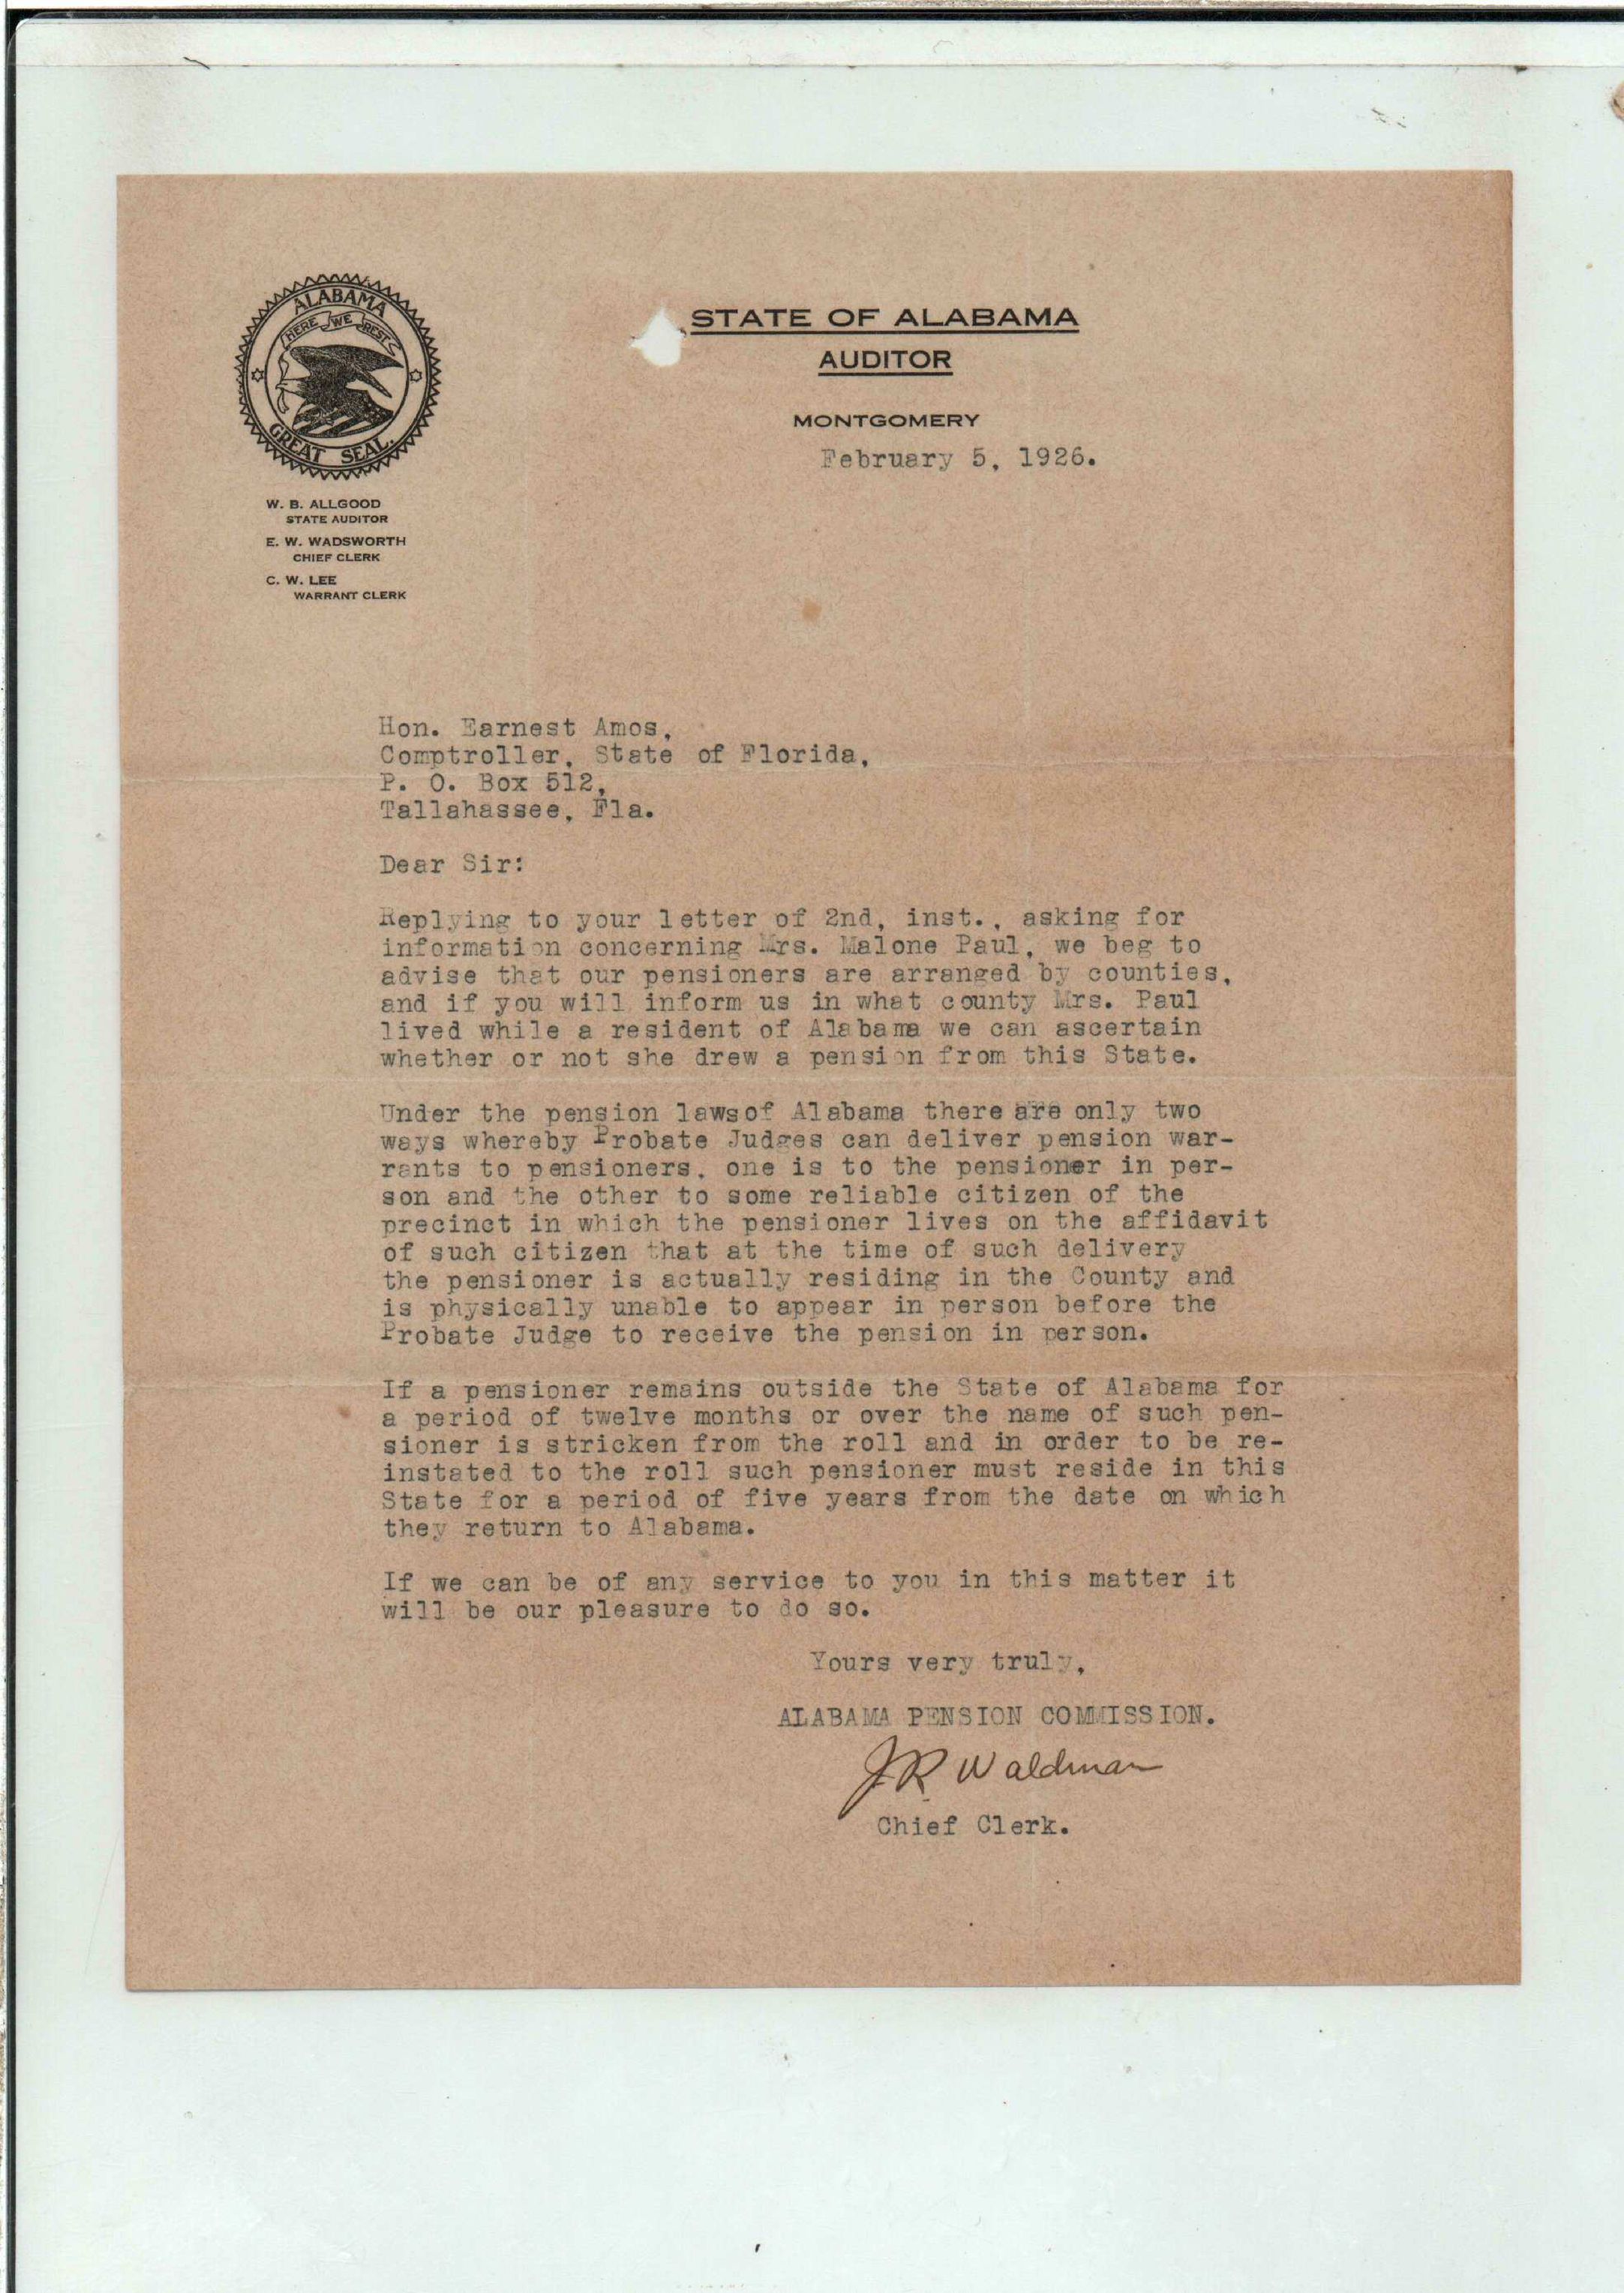 ALABAMA
HERE WE REST
GREAT SEAL.
W. B. ALLGOOD
STATE AUDITOR
E. W. WADSWORTH
CHIEF CLERK
C. W. LEE
WARRANT CLERK
STATE OF ALABAMA
AUDITOR
MONTGOMERY
February 5, 1926.
Hon. Earnest Amos,
Comptroller, State of Florida,
P. O. Box 512,
Tallahassee, Fla.
Dear Sir:
Replying to your letter of 2nd, inst., asking for
information concerning Mrs. Malone Paul, we beg to
advise that our pensioners are arranged by counties,
and if you will inform us in what county Mrs. Paul
lived while a resident of Alabama we can ascertain
whether or not she drew a pension from this State.
Under the pension lawsof Alabama there are only two
ways whereby Probate Judges can deliver pension war-
rants to pensioners, one is to the pensioner in per-
son and the other to some reliable citizen of the
precinct in which the pensioner lives on the affidavit
of such citizen that at the time of such delivery
the pensioner is actually residing in the County and
is physically unable to appear in person before the
Probate Judge to receive the pension in person.
If a pensioner remains outside the State of Alabama for
a period of twelve months or over the name of such pen-
sioner is stricken from the roll and in order to be re-
instated to the roll such pensioner must reside in this
State for a period of five years from the date on which
they return to Alabama.
If we can be of any service to you in this matter it
will be our pleasure to do so.
Yours very truly,
ALABAMA PENSION COMMISSION.
JR Waldman
Chief Clerk.